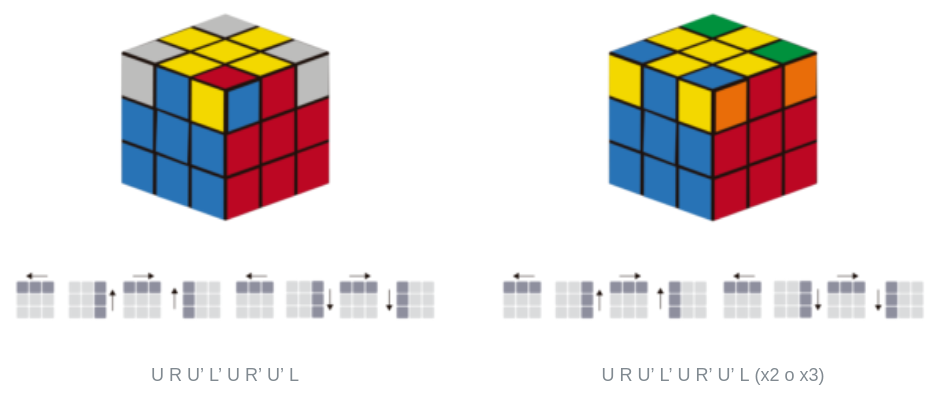 U R U’ L’ U R’ U’ L
U R U’ L’ U R’ U’ L (x2 o x3)